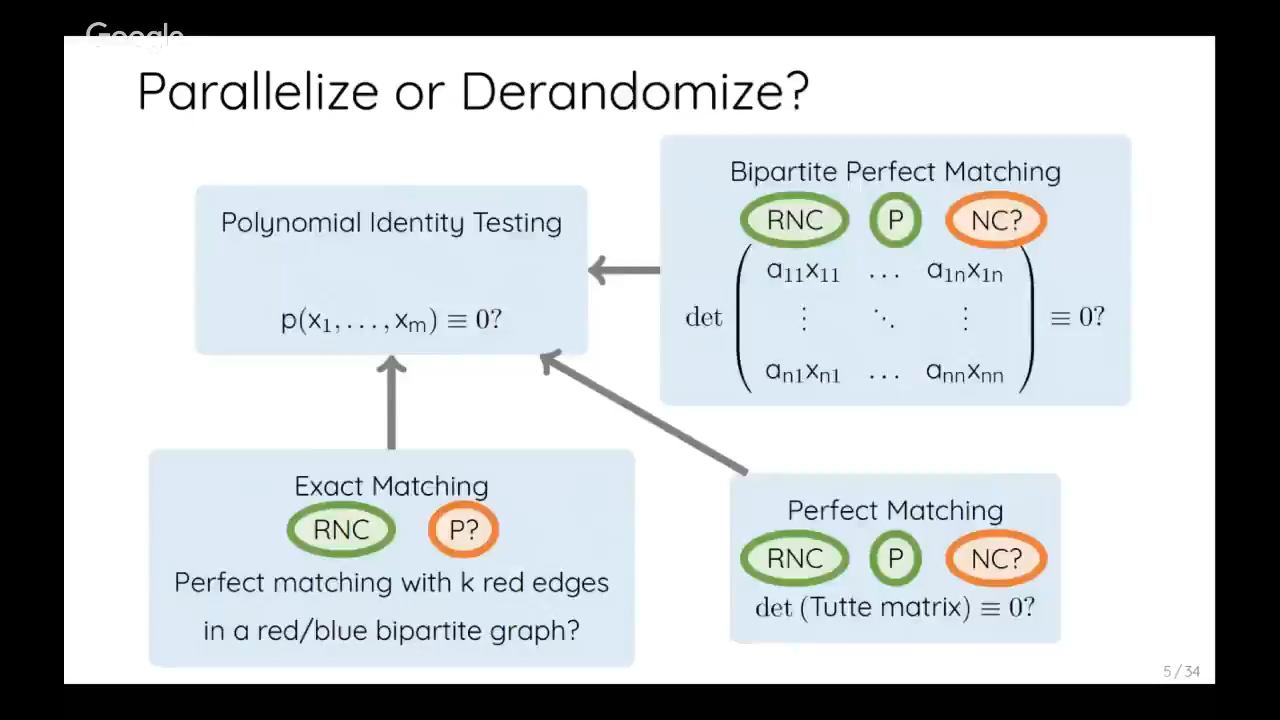 Google
Parallelize or Derandomize?
Polynomial Identity Testing
p(x₁, . . . , xₘ) ≡ 0?
Bipartite Perfect Matching
RNC P NC?
det ( a₁₁x₁₁ … a₁ₙx₁ₙ
⋮ ⋱ ⋮
aₙ₁xₙ₁ … aₙₙxₙₙ ) ≡ 0?
Exact Matching
RNC P?
Perfect matching with k red edges
in a red/blue bipartite graph?
Perfect Matching
RNC P NC?
det (Tutte matrix) ≡ 0?
5 / 34